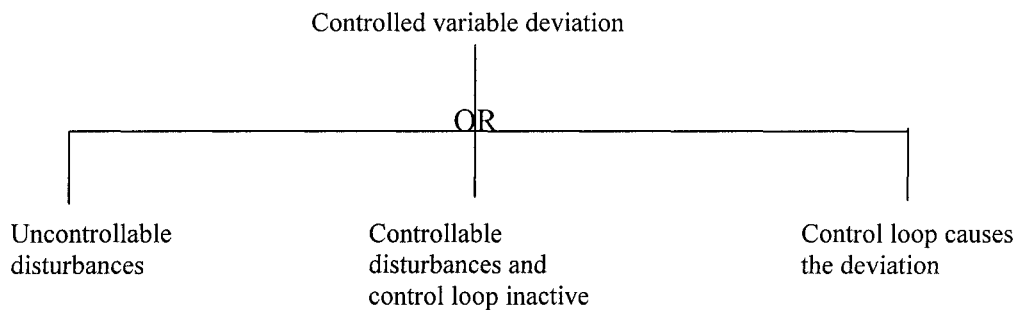 Controlled variable deviation
OR
Uncontrollable
disturbances
Controllable
disturbances and
control loop inactive
Control loop causes
the deviation